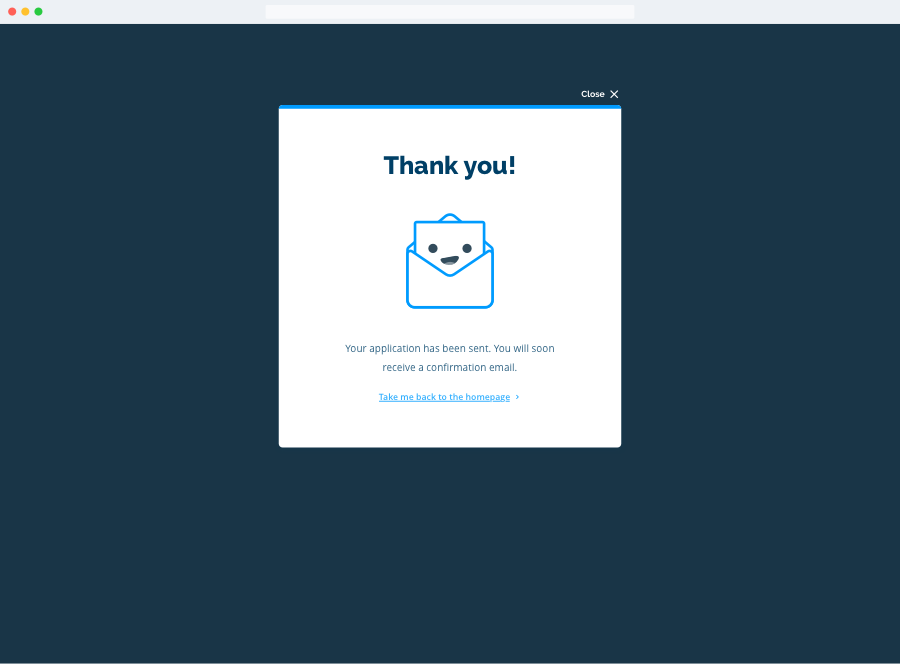 Close
Thank you!
Your application has been sent. You will soon
receive a confirmation email.
Take me back to the homepage